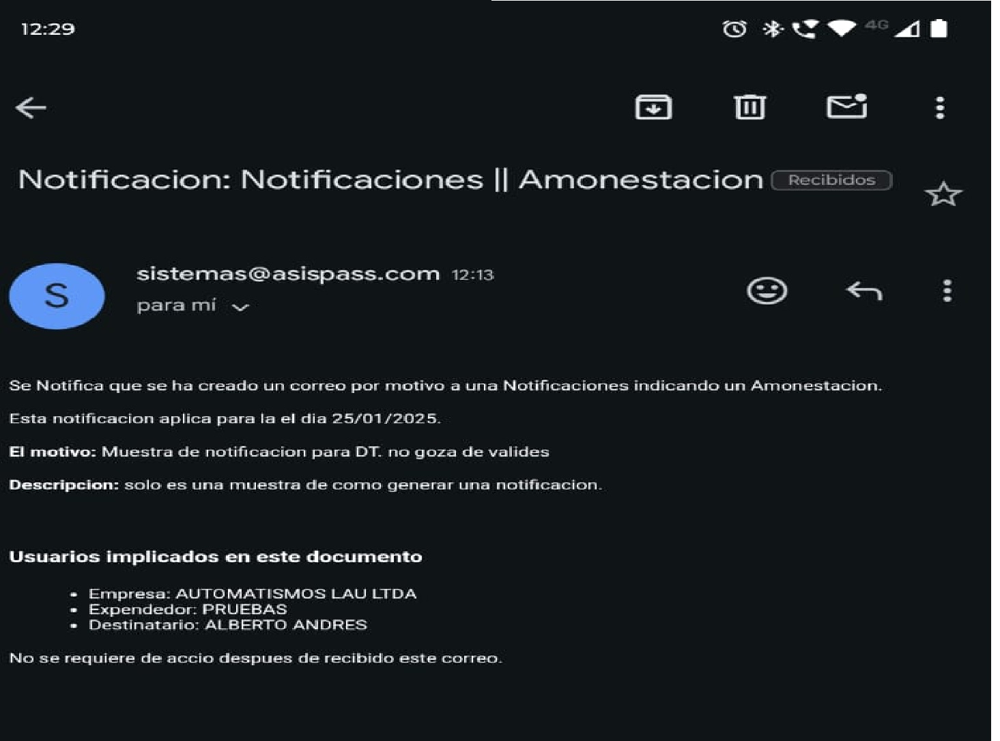 12:29
4G
Notificacion: Notificaciones || Amonestacion Recibidos
S
sistemas@asispass.com 12:13
para mí
Se Notifica que se ha creado un correo por motivo a una Notificaciones indicando un Amonestacion.
Esta notificacion aplica para la el dia 25/01/2025.
El motivo: Muestra de notificacion para DT. no goza de valides
Descripcion: solo es una muestra de como generar una notificacion.
Usuarios implicados en este documento
• Empresa: AUTOMATISMOS LAU LTDA
• Expendedor: PRUEBAS
• Destinatario: ALBERTO ANDRES
No se requiere de accio despues de recibido este correo.